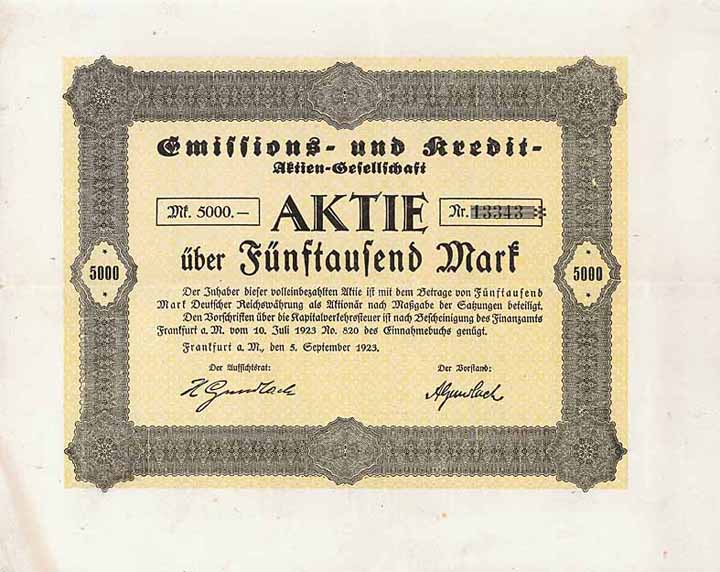 Emissions- und Kredit-
Aktien-Gesellschaft
Mk. 5000.— AKTIE Nr. 13343
über Fünftausend Mark
5000 5000
Der Inhaber dieser volleinbezahlten Aktie ist mit dem Betrage von Fünftausend
Mark Deutscher Reichswährung als Aktionär nach Maßgabe der Satzungen beteiligt.
Den Vorschriften über die Kapitalverkehrssteuer ist nach Bescheinigung des Finanzamts
Frankfurt a. M. vom 10. Juli 1923 No. 820 des Einnahmebuchs genügt.
Frankfurt a. M., den 5. September 1923.
Der Aufsichtsrat: Der Vorstand:
H Gundlach AGundlach